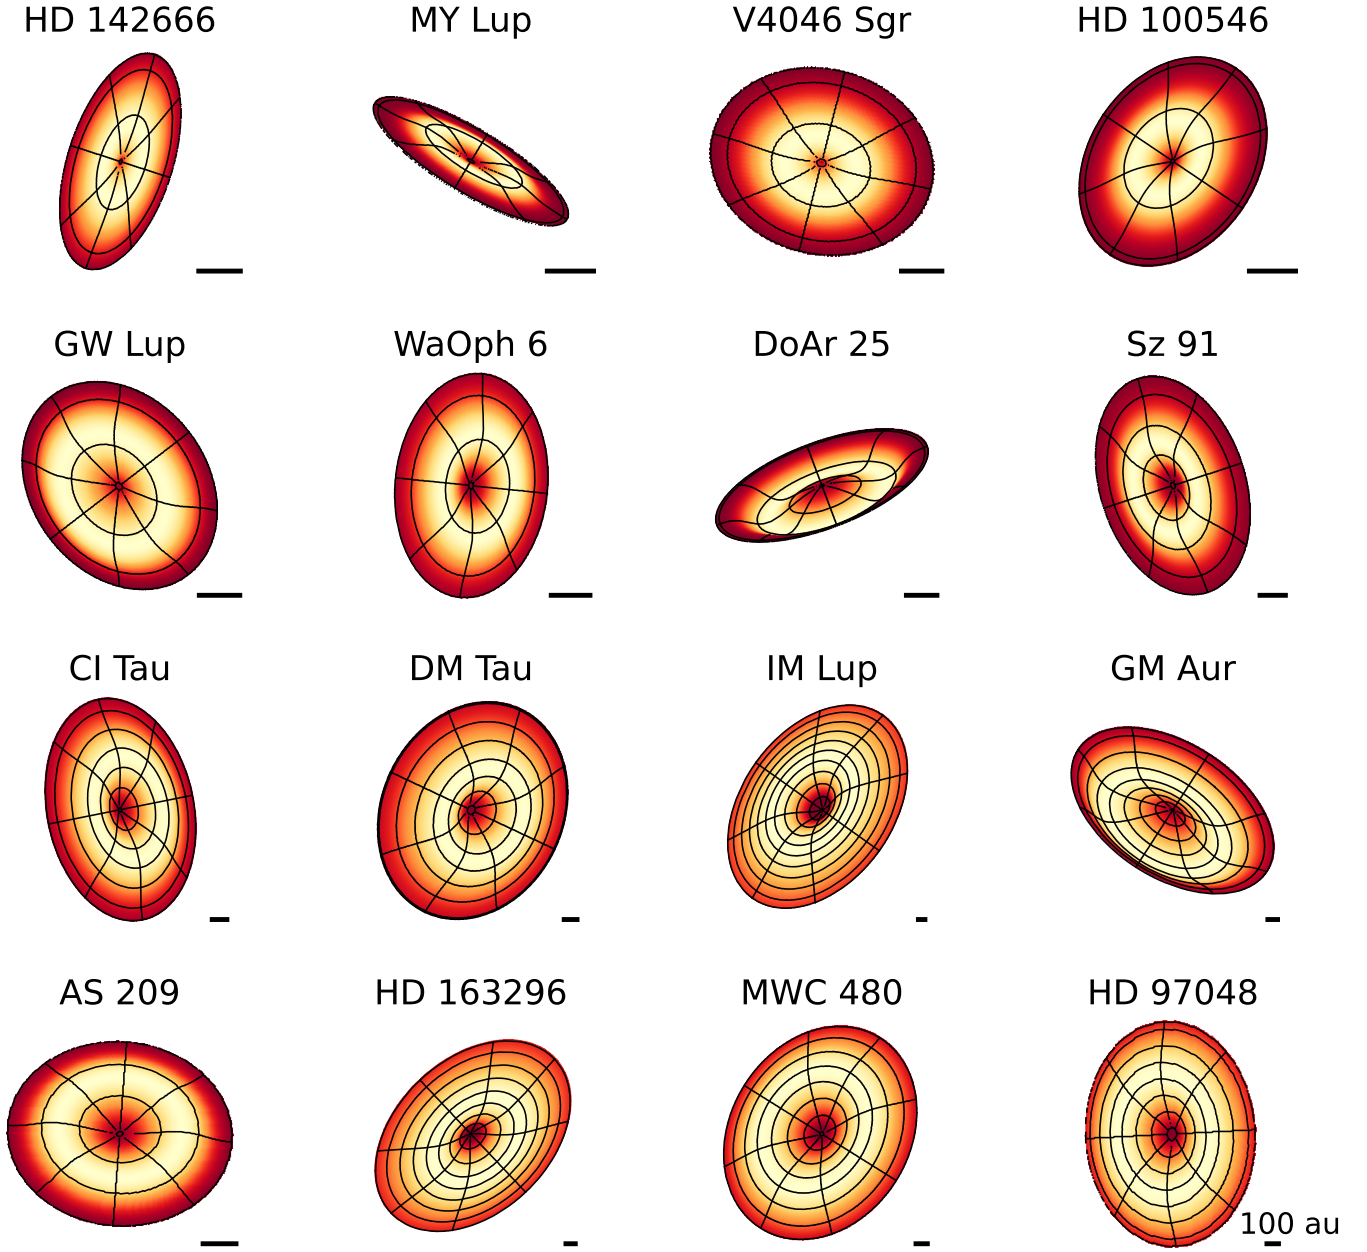 HD 142666
MY Lup
V4046 Sgr
HD 100546
GW Lup
WaOph 6
DoAr 25
Sz 91
CI Tau
DM Tau
IM Lup
GM Aur
AS 209
HD 163296
MWC 480
HD 97048
100 au